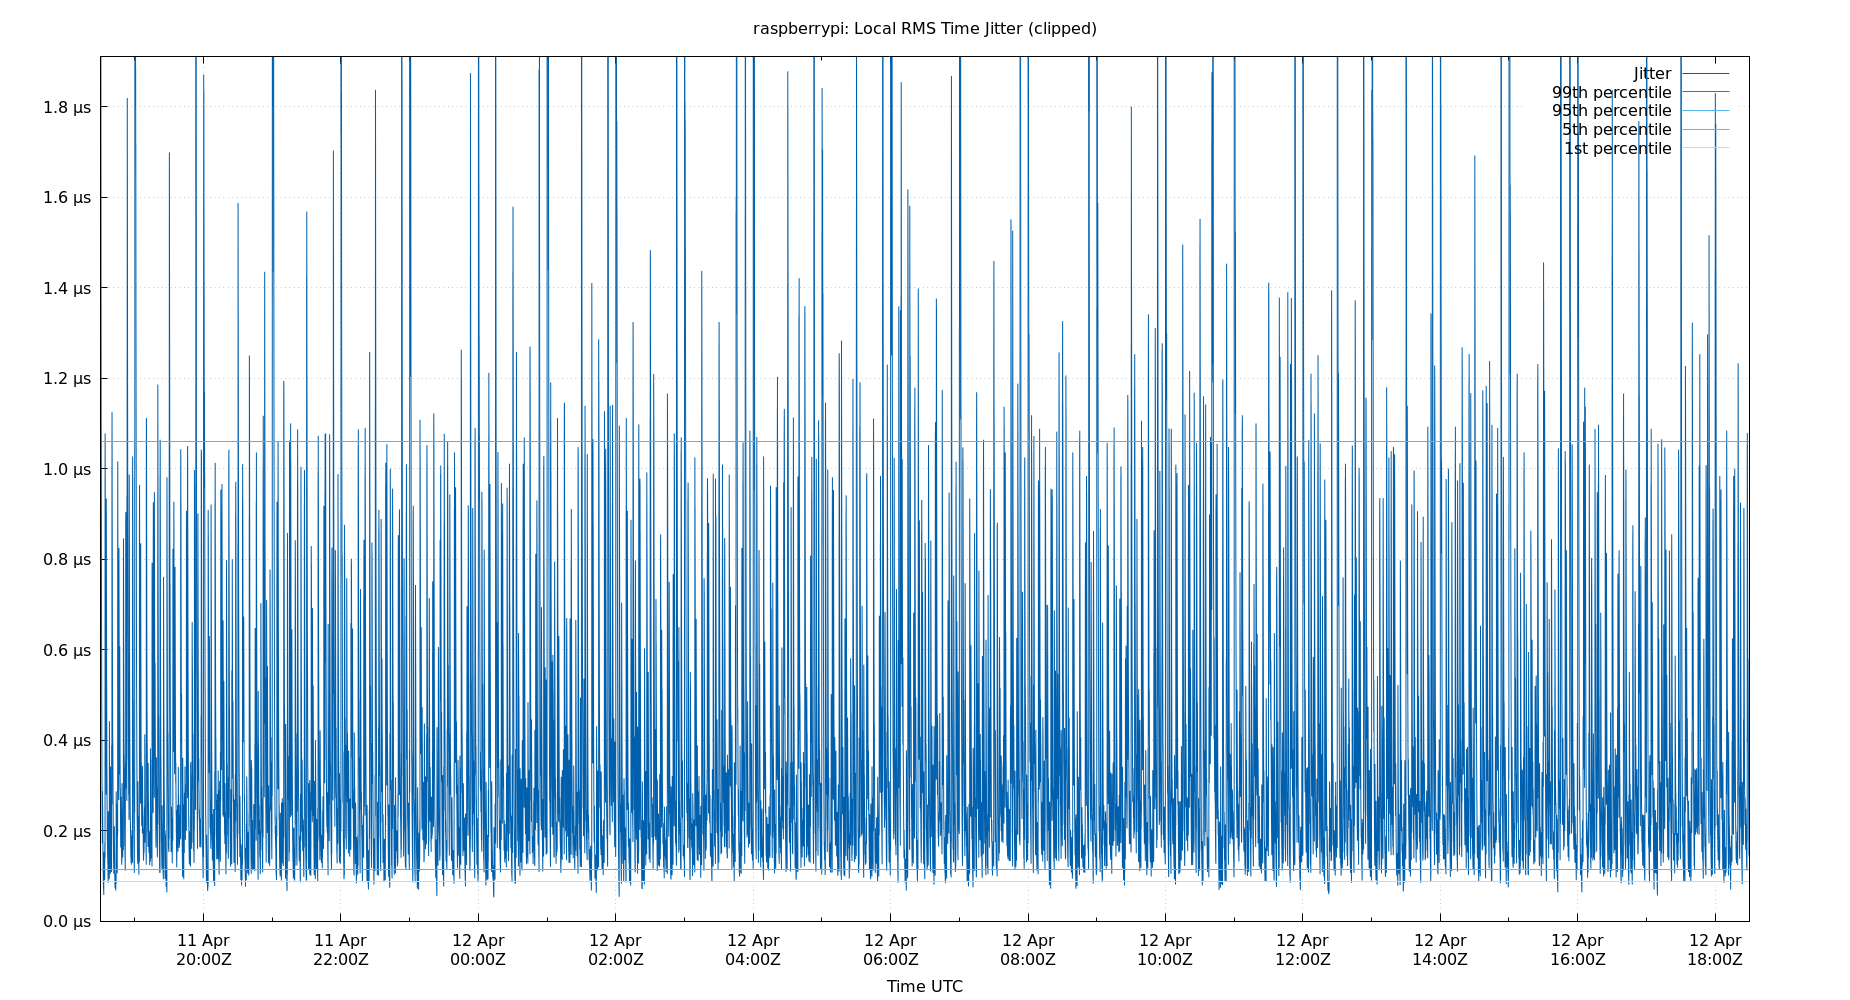 raspberrypi: Local RMS Time Jitter (clipped)
Jitter
99th percentile
95th percentile
5th percentile
1st percentile
1.8 µs
1.6 µs
1.4 µs
1.2 µs
1.0 µs
0.8 µs
0.6 µs
0.4 µs
0.2 µs
0.0 µs
11 Apr 11 Apr 12 Apr 12 Apr 12 Apr 12 Apr 12 Apr 12 Apr 12 Apr 12 Apr 12 Apr 12 Apr
20:00Z 22:00Z 00:00Z 02:00Z 04:00Z 06:00Z 08:00Z 10:00Z 12:00Z 14:00Z 16:00Z 18:00Z
Time UTC